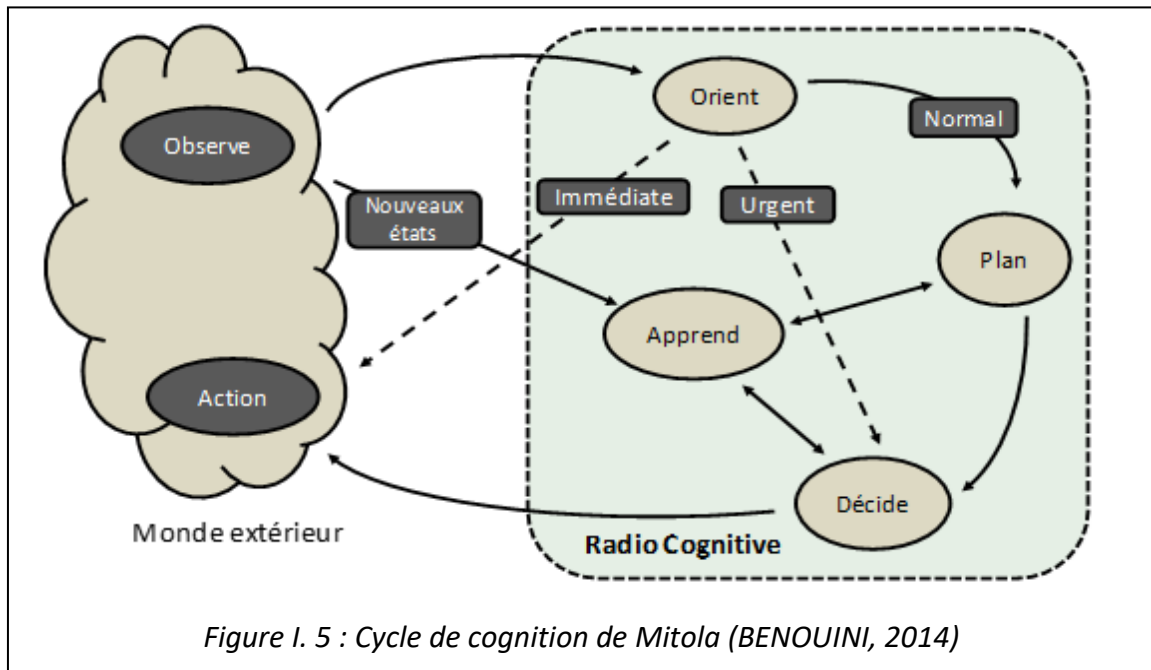 Orient
Normal
Observe
Immédiate
Urgent
Nouveaux
états
Plan
Apprend
Action
Décide
Monde extérieur
Radio Cognitive
Figure I. 5 : Cycle de cognition de Mitola (BENOUINI, 2014)